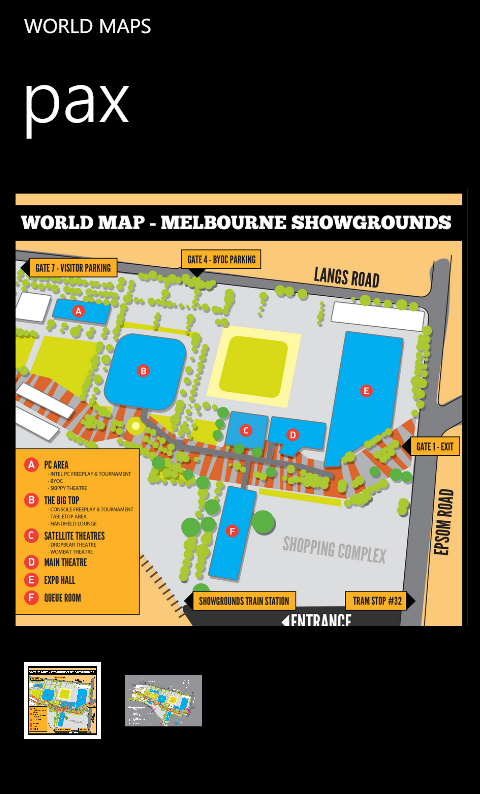 WORLD MAPS
pax
WORLD MAP - MELBOURNE SHOWGROUNDS
GATE 4 - BYOC PARKING
GATE 7 - VISITOR PARKING
LANGS ROAD
A
B
E
C
D
GATE 1 - EXIT
A PC AREA
- INTEL PC FREEPLAY & TOURNAMENT
- BYOC
- SKIPPY THEATRE
B THE BIG TOP
- CONSOLE FREEPLAY & TOURNAMENT
- TABLETOP AREA
- HANDHELD LOUNGE
C SATELLITE THEATRES
- DROPBEAR THEATRE
- WOMBAT THEATRE
D MAIN THEATRE
E EXPO HALL
F QUEUE ROOM
F
EPSOM ROAD
SHOPPING COMPLEX
SHOWGROUNDS TRAIN STATION
TRAM STOP #32
ENTRANCE